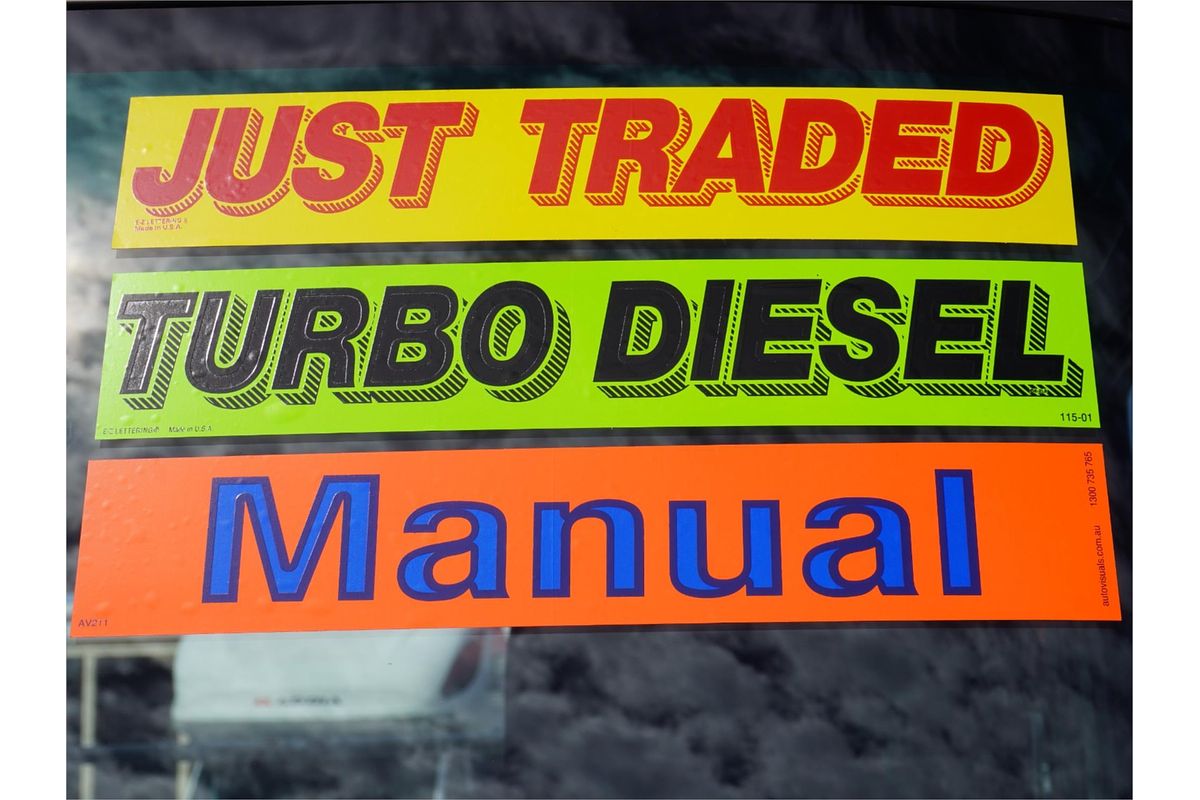 JUST TRADED
E-Z LETTERING ®
Made in U.S.A.
TURBO DIESEL
E-Z LETTERING® Made in U.S.A.
115-01
Manual
AV211
autovisuals.com.au 1300 735 765